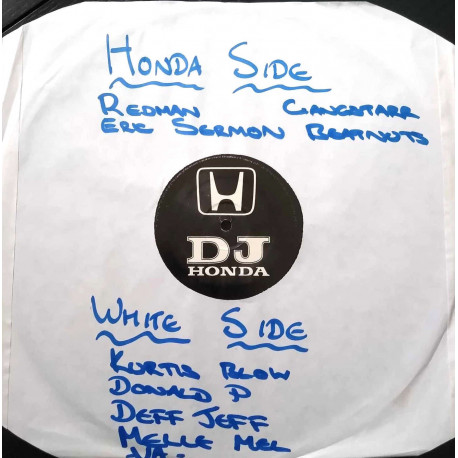 HONDA SIDE
REDMAN GANGSTARR
ERIC SERMON BEATNUTS
DJ
HONDA
WHITE SIDE
KURTIS BLOW
DONALD D
DEFF JEFF
MELLE MEL